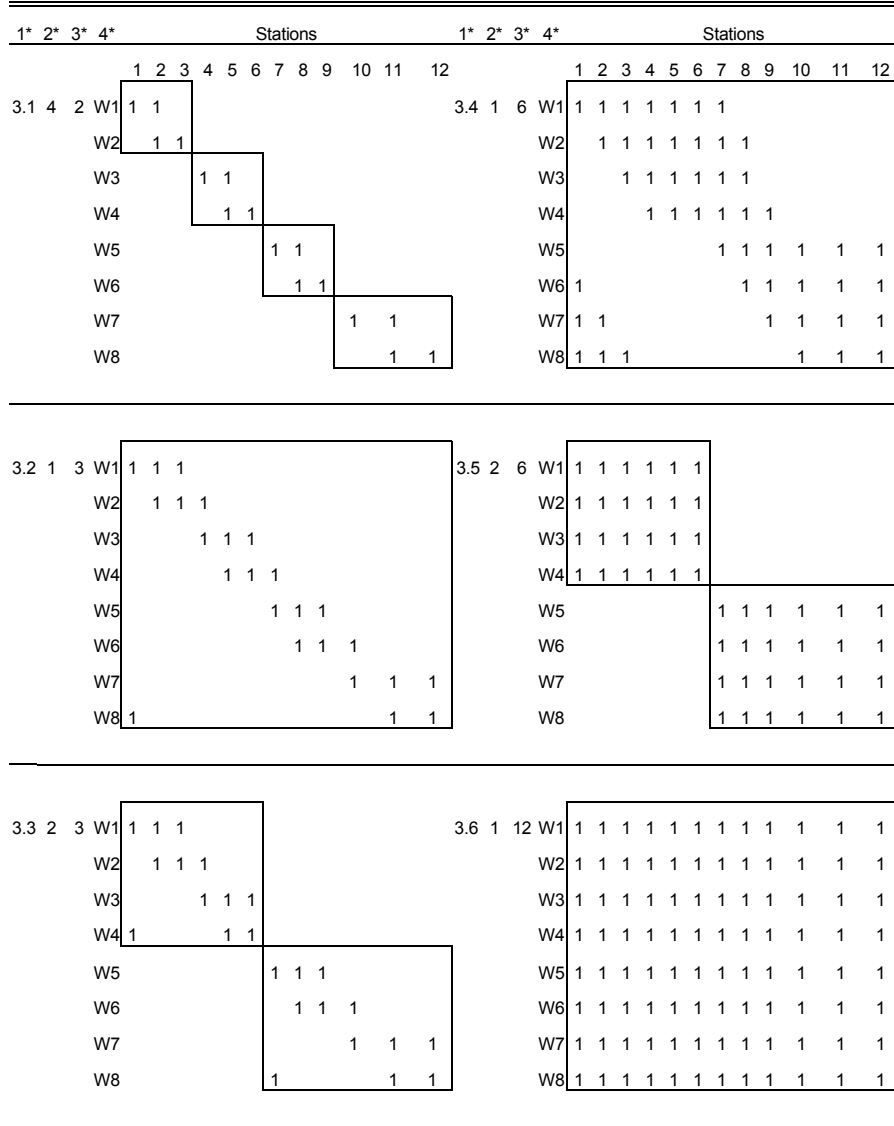 1* 2* 3* 4* Stations 1* 2* 3* 4* Stations
1 2 3 4 5 6 7 8 9 10 11 12 1 2 3 4 5 6 7 8 9 10 11 12
3.1 4 2 W1 1 1 3.4 1 6 W1 1 1 1 1 1 1 1
W2 1 1 W2 1 1 1 1 1 1 1
W3 1 1 W3 1 1 1 1 1 1
W4 1 1 W4 1 1 1 1 1 1
W5 1 1 W5 1 1 1 1 1 1
W6 1 1 W6 1 1 1 1 1 1
W7 1 1 W7 1 1 1 1 1 1
W8 1 1 W8 1 1 1 1 1 1
3.2 1 3 W1 1 1 1 3.5 2 6 W1 1 1 1 1 1 1
W2 1 1 1 W2 1 1 1 1 1 1
W3 1 1 1 W3 1 1 1 1 1 1
W4 1 1 1 W4 1 1 1 1 1 1
W5 1 1 1 W5 1 1 1 1 1 1
W6 1 1 1 W6 1 1 1 1 1 1
W7 1 1 1 W7 1 1 1 1 1 1
W8 1 1 1 W8 1 1 1 1 1 1
3.3 2 3 W1 1 1 1 3.6 1 12 W1 1 1 1 1 1 1 1 1 1 1 1 1
W2 1 1 1 W2 1 1 1 1 1 1 1 1 1 1 1 1
W3 1 1 1 W3 1 1 1 1 1 1 1 1 1 1 1 1
W4 1 1 1 W4 1 1 1 1 1 1 1 1 1 1 1 1
W5 1 1 1 W5 1 1 1 1 1 1 1 1 1 1 1 1
W6 1 1 1 W6 1 1 1 1 1 1 1 1 1 1 1 1
W7 1 1 1 W7 1 1 1 1 1 1 1 1 1 1 1 1
W8 1 1 1 W8 1 1 1 1 1 1 1 1 1 1 1 1